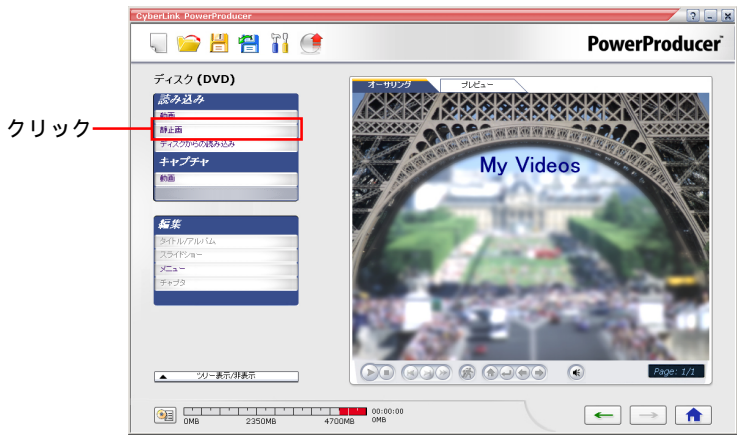 CyberLink PowerProducer
PowerProducer
ディスク (DVD)
読み込み
動画
静止画
ディスクからの読み込み
キャプチャ
動画
編集
タイトル/アルバム
スライドショー
メニュー
チャプタ
ツリー表示/非表示
クリック
オーサリング
プレビュー
My Videos
Page: 1/1
0MB
2350MB
4700MB
00:00:00
0MB